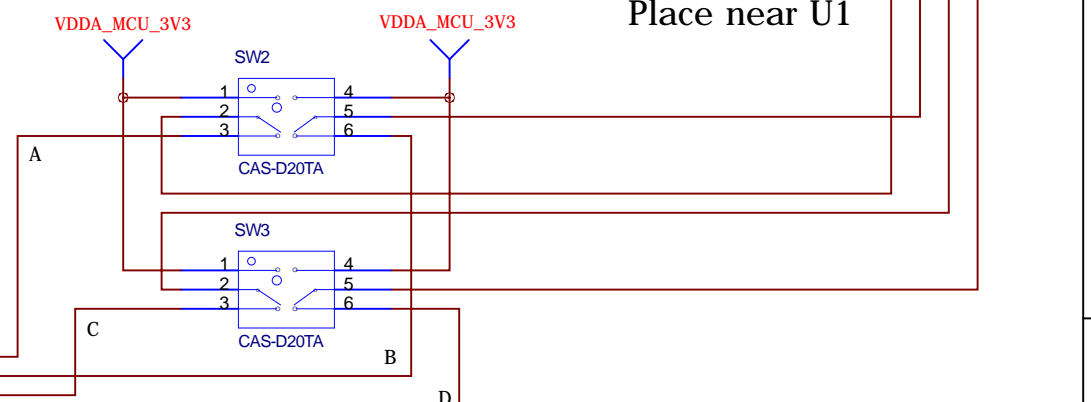 Place near U1
VDDA_MCU_3V3
VDDA_MCU_3V3
SW2
1
4
2
5
3
6
A
CAS-D20TA
SW3
1
4
2
5
3
6
C
CAS-D20TA
B
D